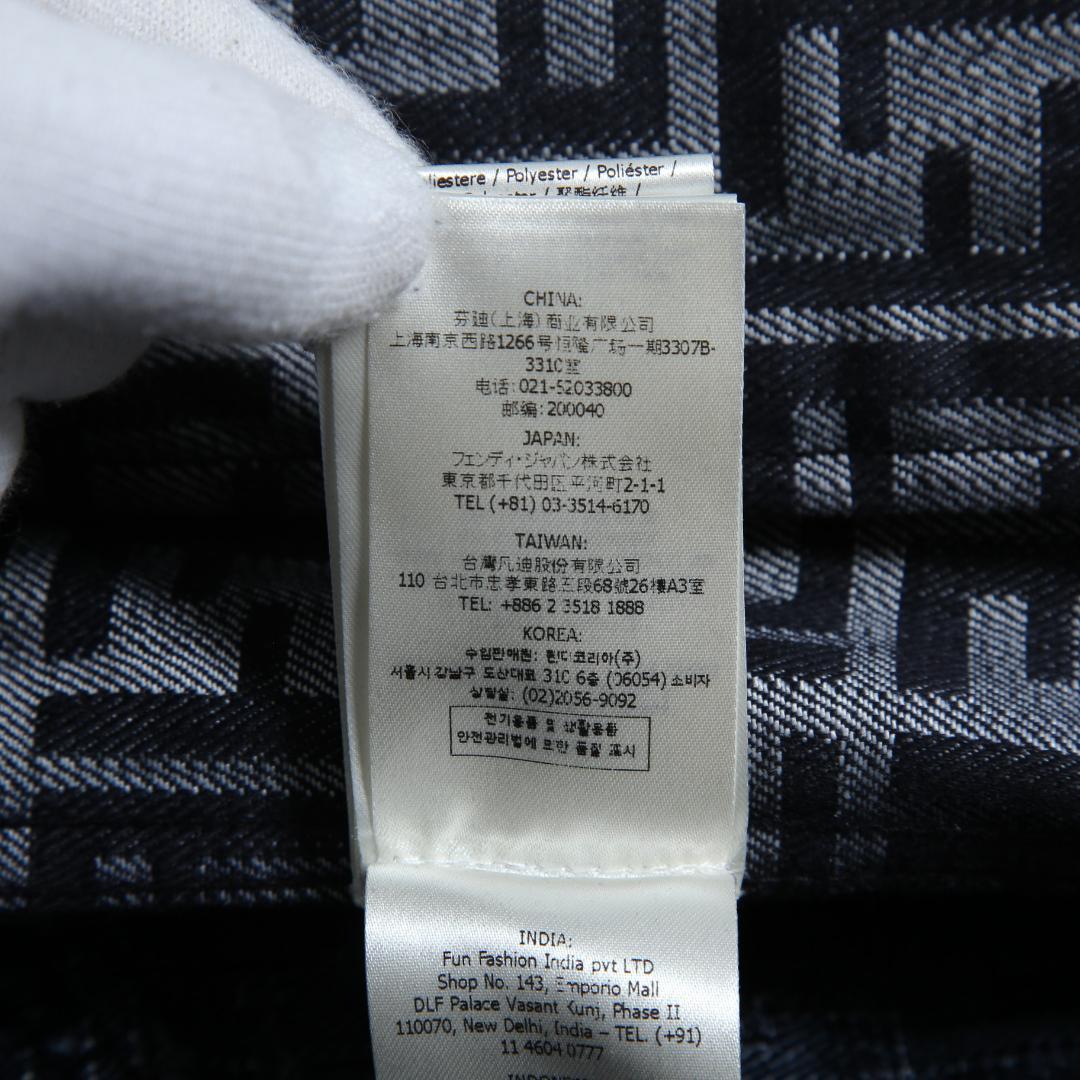 liestere / Polyester / Poliéster /
/ 聚酯纤维 /
CHINA:
芬迪(上海)商业有限公司
上海南京西路1266号恒隆广场一期3307B-
3310室
电话:021-52033800
邮编:200040
JAPAN:
フェンディ・ジャパン株式会社
東京都千代田区平河町2-1-1
TEL (+81) 03-3514-6170
TAIWAN:
台灣凡迪股份有限公司
110 台北市忠孝東路五段68號26樓A3室
TEL: +886 2 3518 1888
KOREA:
수입판매원: 펜디코리아(주)
서울시 강남구 도산대로 310 6층 (06054) 소비자
상담실: (02)2056-9092
전기용품 및 생활용품
안전관리법에 의한 품질 표시
INDIA:
Fun Fashion India pvt LTD
Shop No. 143, Emporio Mall
DLF Palace Vasant Kunj, Phase II
110070, New Delhi, India – TEL. (+91)
11 4604 0777